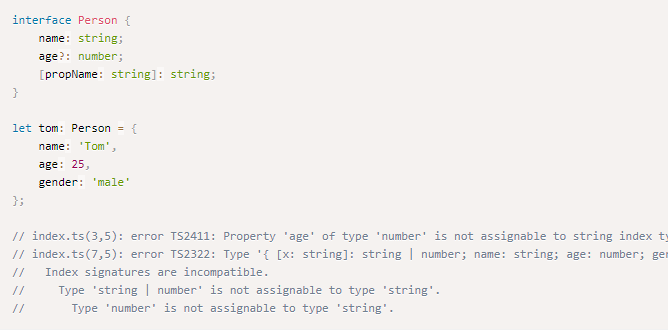 interface Person {
    name: string;
    age?: number;
    [propName: string]: string;
}
let tom: Person = {
    name: 'Tom',
    age: 25,
    gender: 'male'
};
// index.ts(3,5): error TS2411: Property 'age' of type 'number' is not assignable to string index
// index.ts(7,5): error TS2322: Type '{ [x: string]: string | number; name: string; age: number;
//   Index signatures are incompatible.
//     Type 'string | number' is not assignable to type 'string'.
//       Type 'number' is not assignable to type 'string'.